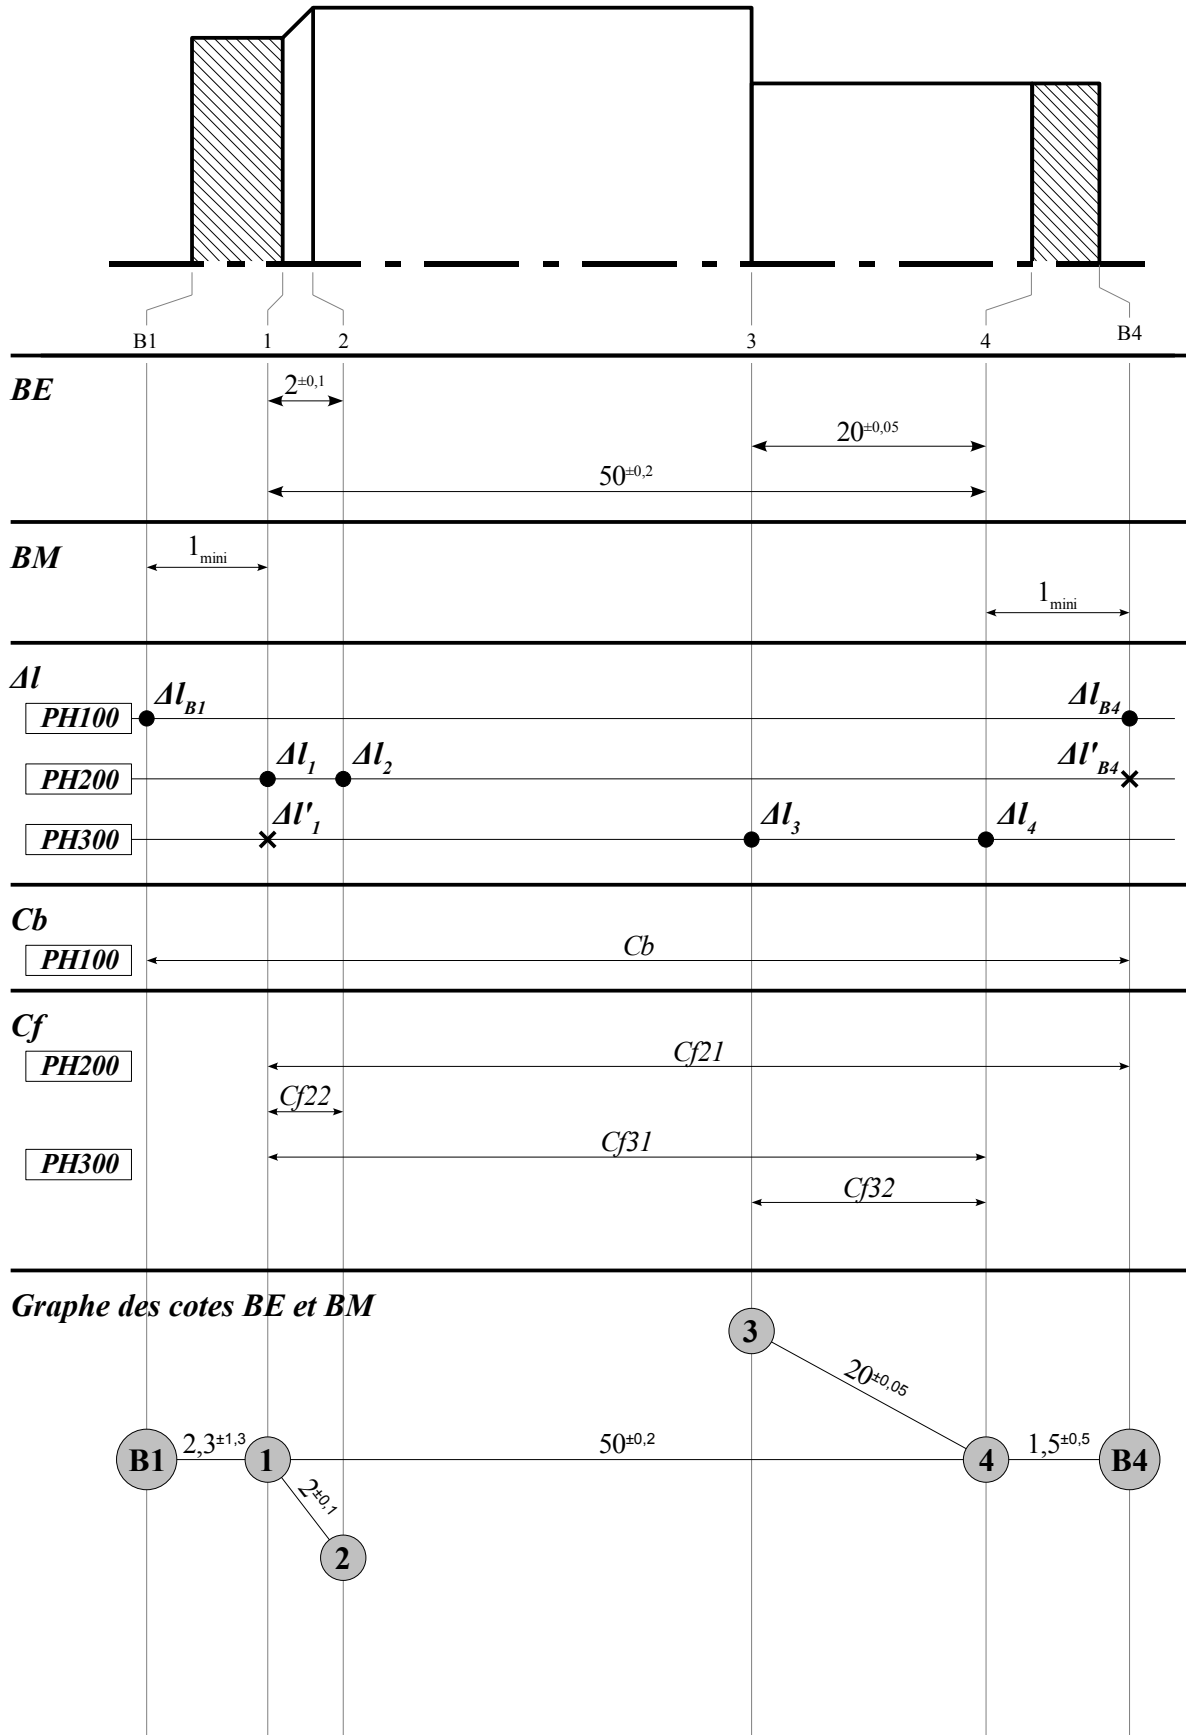 B1 1 2 3 4 B4
BE
2±0,1
20±0,05
50±0,2
BM
1mini
1mini
Δl
PH100 ΔlB1 ΔlB4
PH200 Δl1 Δl2 Δl'B4
PH300 Δl'1 Δl3 Δl4
Cb
PH100 Cb
Cf
PH200 Cf21
Cf22
PH300 Cf31
Cf32
Graphe des cotes BE et BM
3
20±0,05
B1 2,3±1,3 1 50±0,2 4 1,5±0,5 B4
2±0,1
2